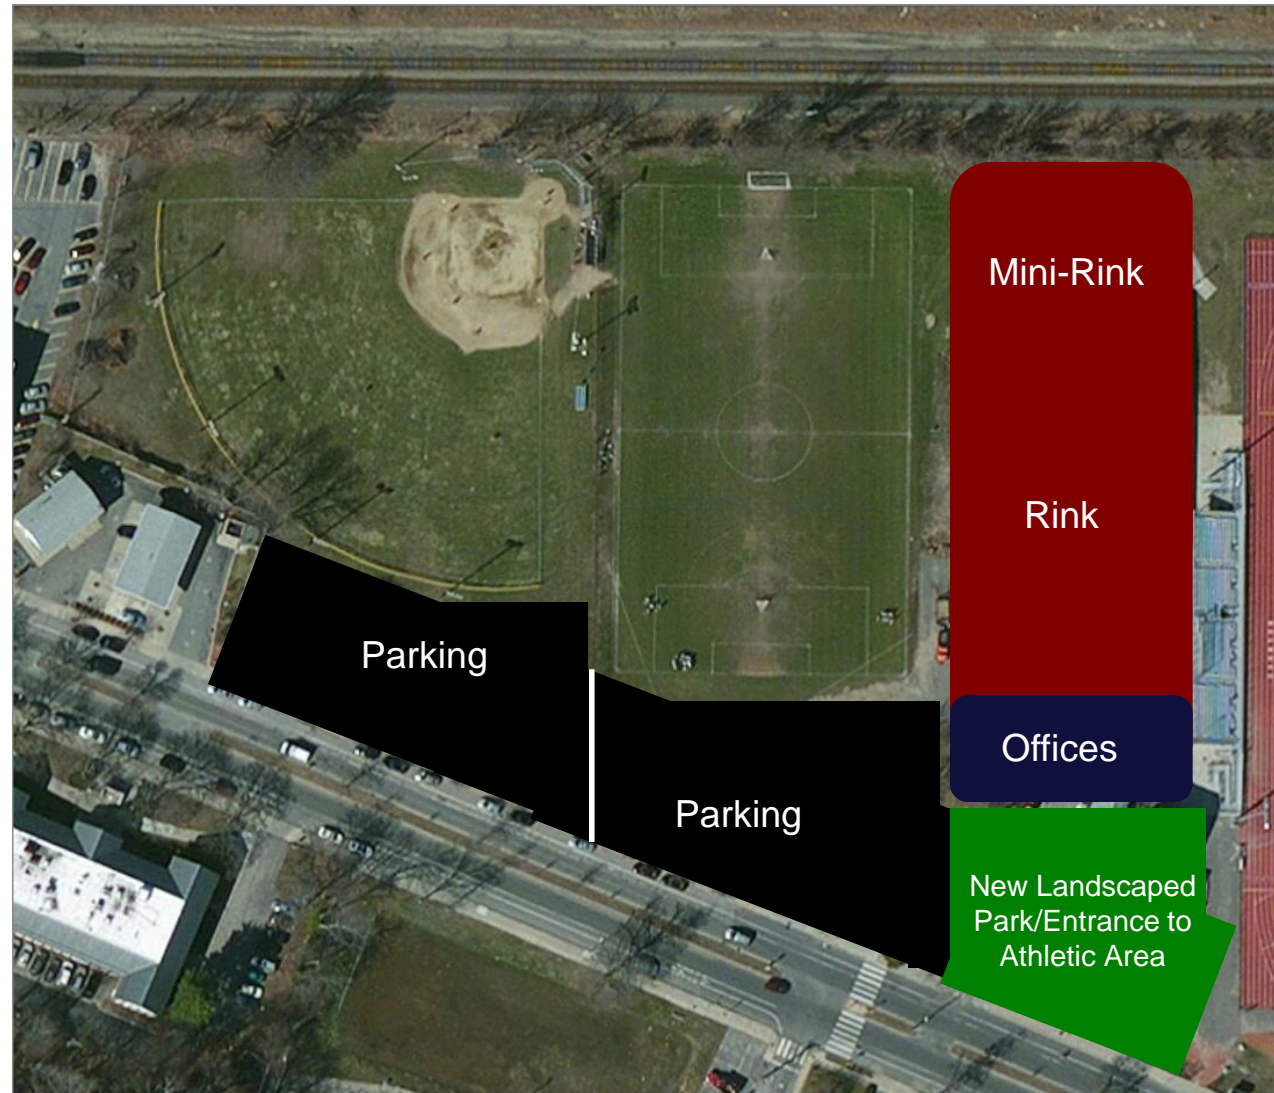 Mini-Rink
Rink
Parking
Offices
Parking
New Landscaped
Park/Entrance to
Athletic Area